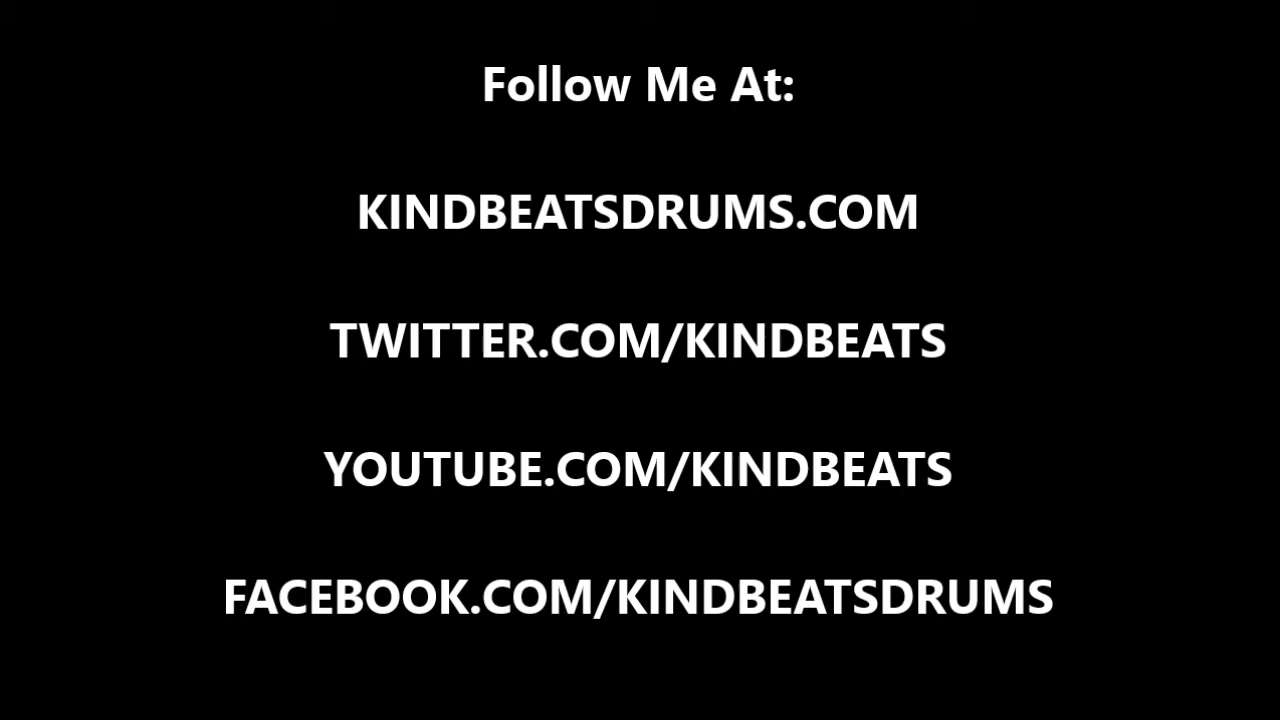 Follow Me At:
KINDBEATSDRUMS.COM
TWITTER.COM/KINDBEATS
YOUTUBE.COM/KINDBEATS
FACEBOOK.COM/KINDBEATSDRUMS